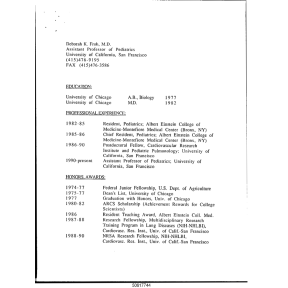 Deborah K. Froh, M.D.
Assistant Professor of Pediatrics
University of California, San Francisco
(415)476-9195
FAX (415)476-3586
EDUCATION:
University of Chicago A.B., Biology 1977
University of Chicago M.D. 1982
PROFESSIONAL EXPERIENCE:
1982-85 Resident, Pediatrics; Albert Einstein College of
Medicine-Montefiore Medical Center (Bronx, NY)
1985-86 Chief Resident, Pediatrics; Albert Einstein College of
Medicine-Montefiore Medical Center (Bronx, NY)
1986-90 Postdoctoral Fellow, Cardiovascular Research
Institute and Pediatric Pulmonology; University of
California, San Francisco
1990-present Assistant Professor of Pediatrics; University of
California, San Francisco
HONORS, AWARDS:
1974-77 Federal Junior Fellowship, U.S. Dept. of Agriculture
1975-77 Dean's List, University of Chicago
1977 Graduation with Honors, Univ. of Chicago
1980-82 ARCS Scholarship (Achievement Rewards for College
Scientists)
1986 Resident Teaching Award, Albert Einstein Coll. Med.
1987-88 Research Fellowship, Multidisciplinary Research
Training Program in Lung Diseases (NIH-NHLBI),
Cardiovasc. Res. Inst., Univ. of Calif.-San Francisco
1988-90 NRSA Research Fellowship, NIH-NHLBI,
Cardiovasc. Res. Inst., Univ. of Calif.-San Francisco
50617744